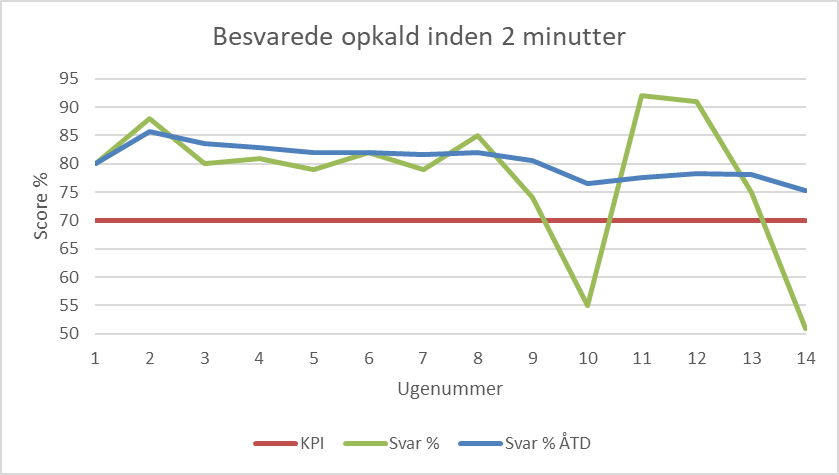 Besvarede opkald inden 2 minutter
95
90
85
80
75
70
65
60
55
50
Score %
1 2 3 4 5 6 7 8 9 10 11 12 13 14
Ugenummer
KPI Svar % Svar % ÅTD